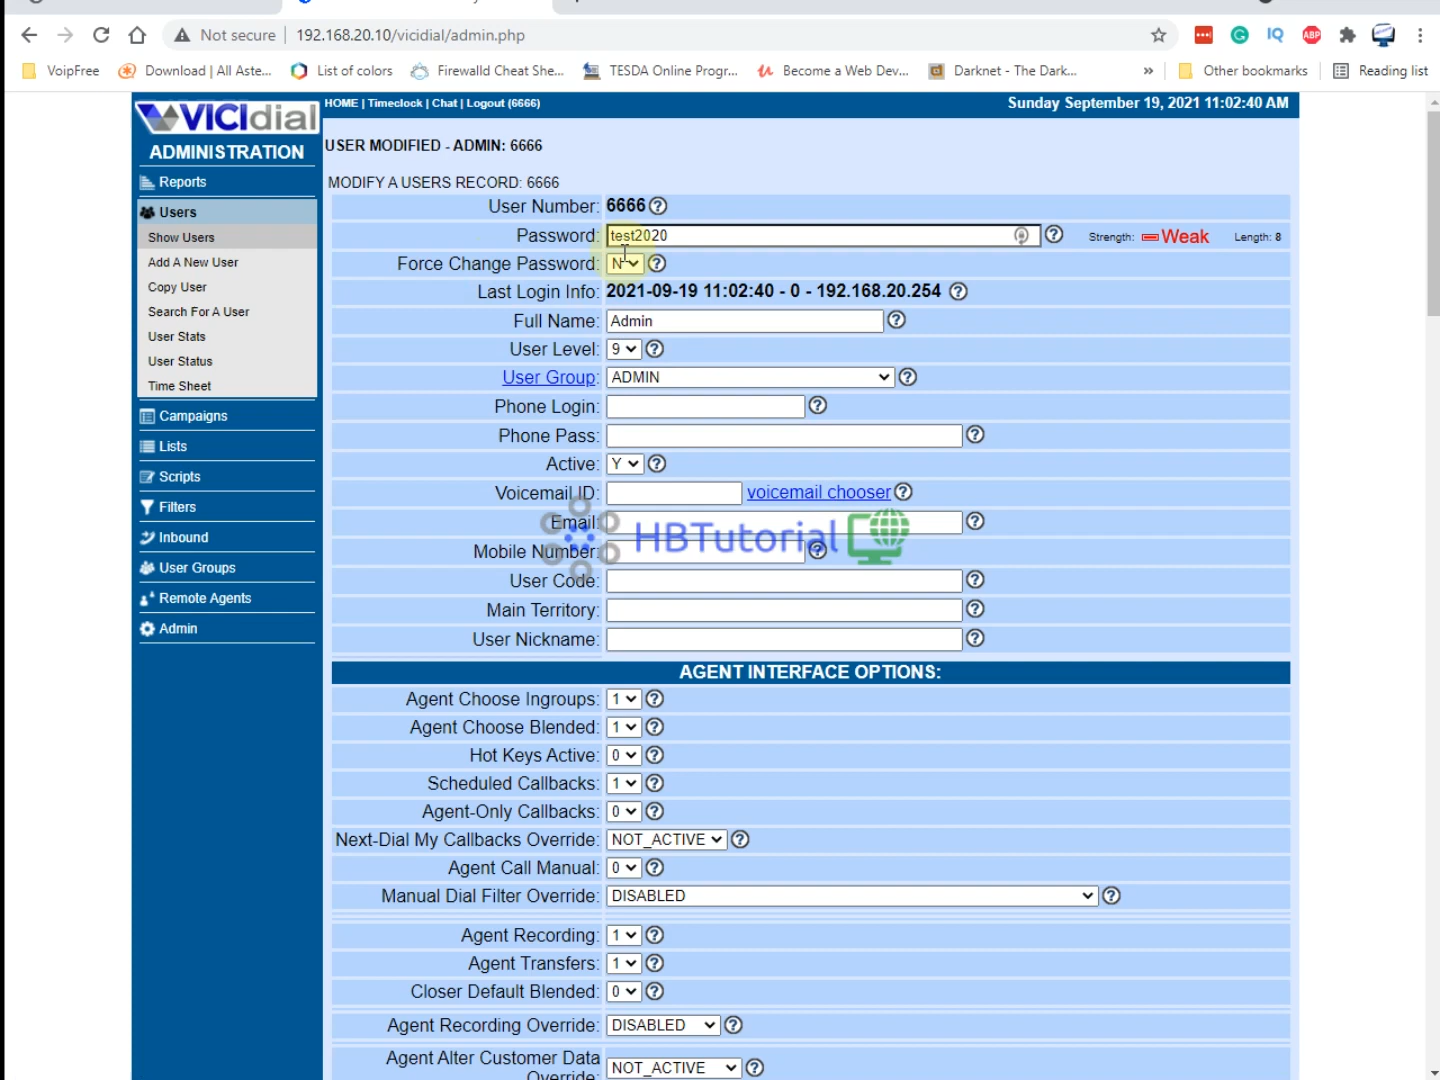 Not secure | 192.168.20.10/vicidial/admin.php
IQ
ABP
VoipFree
Download | All Aste...
List of colors
Firewalld Cheat She...
TESDA Online Progr...
Become a Web Dev...
Darknet - The Dark...
»
Other bookmarks
Reading list
VICIdial
HOME | Timeclock | Chat | Logout (6666)
Sunday September 19, 2021 11:02:40 AM
ADMINISTRATION
Reports
Users
Show Users
Add A New User
Copy User
Search For A User
User Stats
User Status
Time Sheet
Campaigns
Lists
Scripts
Filters
Inbound
User Groups
Remote Agents
Admin
USER MODIFIED - ADMIN: 6666
MODIFY A USERS RECORD: 6666
User Number: 6666
Password: test2020 Strength: Weak Length: 8
Force Change Password: N
Last Login Info: 2021-09-19 11:02:40 - 0 - 192.168.20.254
Full Name: Admin
User Level: 9
User Group: ADMIN
Phone Login:
Phone Pass:
Active: Y
Voicemail ID: voicemail chooser
Email:
HBTutorial
Mobile Number:
User Code:
Main Territory:
User Nickname:
AGENT INTERFACE OPTIONS:
Agent Choose Ingroups: 1
Agent Choose Blended: 1
Hot Keys Active: 0
Scheduled Callbacks: 1
Agent-Only Callbacks: 0
Next-Dial My Callbacks Override: NOT_ACTIVE
Agent Call Manual: 0
Manual Dial Filter Override: DISABLED
Agent Recording: 1
Agent Transfers: 1
Closer Default Blended: 0
Agent Recording Override: DISABLED
Agent Alter Customer Data
Override: NOT_ACTIVE